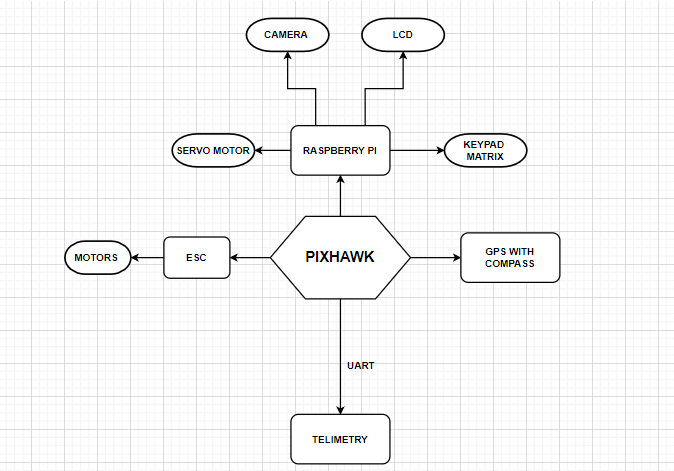 CAMERA
LCD
SERVO MOTOR
RASPBERRY PI
KEYPAD
MATRIX
MOTORS
ESC
PIXHAWK
GPS WITH
COMPASS
UART
TELIMETRY